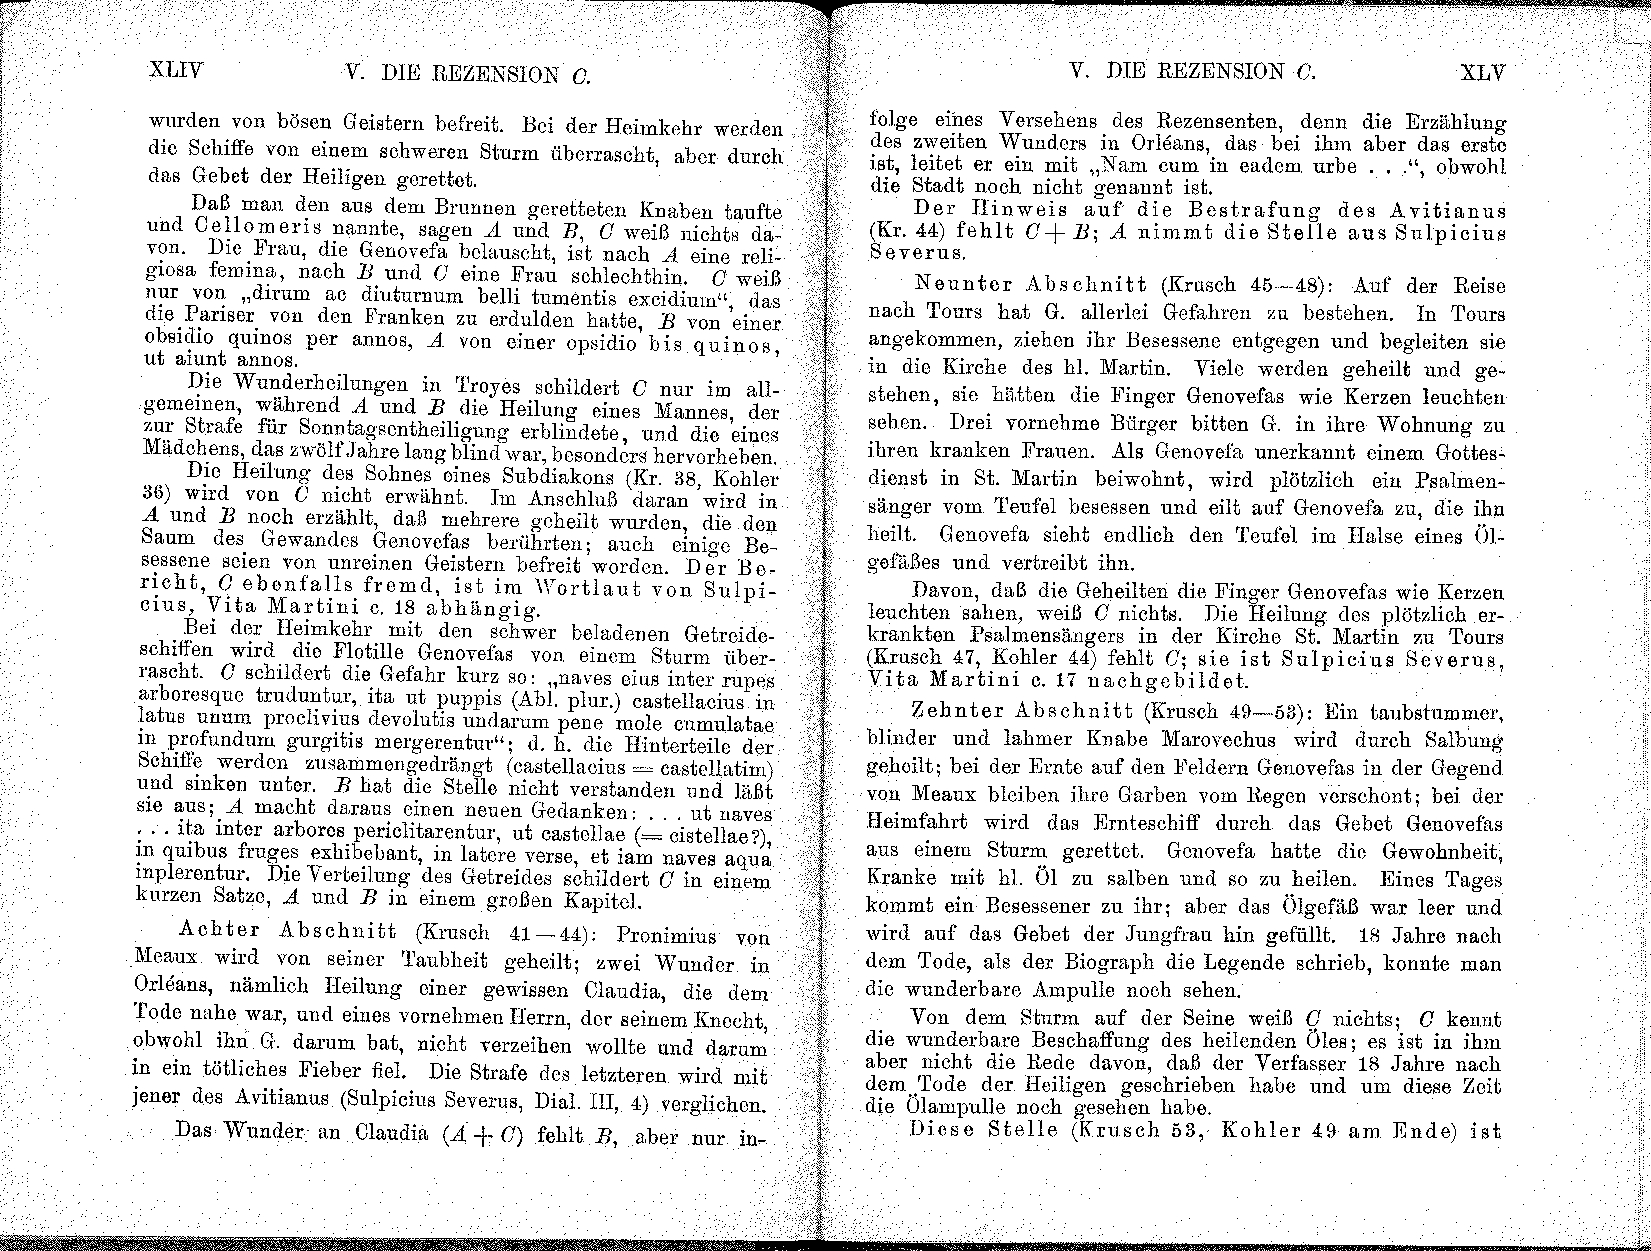 XLIV V. DIE REZENSION C.
wurden von bösen Geistern befreit. Bei der Heimkehr werden
die Schiffe von einem schweren Sturm überrascht, aber durch
das Gebet der Heiligen gerettet.
Daß man den aus dem Brunnen geretteten Knaben taufte
und Cellomeris nannte, sagen A und B, C weiß nichts da-
von. Die Frau, die Genovefa belauscht, ist nach A eine reli-
giosa femina, nach B und C eine Frau schlechthin. C weiß
nur von „dirum ac diuturnum belli tumentis excidium“, das
die Pariser von den Franken zu erdulden hatte, B von einer
obsidio quinos per annos, A von einer opsidio bis quinos,
ut aiunt annos.
Die Wunderheilungen in Troyes schildert C nur im all-
gemeinen, während A und B die Heilung eines Mannes, der
zur Strafe für Sonntagsentheiligung erblindete, und die eines
Mädchens, das zwölf Jahre lang blind war, besonders hervorheben.
Die Heilung des Sohnes eines Subdiakons (Kr. 38, Kohler
36) wird von C nicht erwähnt. Im Anschluß daran wird in
A und B noch erzählt, daß mehrere geheilt wurden, die den
Saum des Gewandes Genovefas berührten; auch einige Be-
sessene seien von unreinen Geistern befreit worden. Der Be-
richt, C ebenfalls fremd, ist im Wortlaut von Sulpi-
cius, Vita Martini c. 18 abhängig.
Bei der Heimkehr mit den schwer beladenen Getreide-
schiffen wird die Flotille Genovefas von einem Sturm über-
rascht. C schildert die Gefahr kurz so: „naves eius inter rupes
arboresque truduntur, ita ut puppis (Abl. plur.) castellacius in
latus unum proclivius devolutis undarum pene mole cumulatae
in profundum gurgitis mergerentur“; d. h. die Hinterteile der
Schiffe werden zusammengedrängt (castellacius = castellatim)
und sinken unter. B hat die Stelle nicht verstanden und läßt
sie aus; A macht daraus einen neuen Gedanken: . . . ut naves
. . . ita inter arbores periclitarentur, ut castellae (= cistellae?),
in quibus fruges exhibebant, in latere verse, et iam naves aqua
inplerentur. Die Verteilung des Getreides schildert C in einem
kurzen Satze, A und B in einem großen Kapitel.
Achter Abschnitt (Krusch 41—44): Pronimius von
Meaux wird von seiner Taubheit geheilt; zwei Wunder in
Orléans, nämlich Heilung einer gewissen Claudia, die dem
Tode nahe war, und eines vornehmen Herrn, der seinem Knecht,
obwohl ihn G. darum bat, nicht verzeihen wollte und darum
in ein tötliches Fieber fiel. Die Strafe des letzteren wird mit
jener des Avitianus (Sulpicius Severus, Dial. III, 4) verglichen.
Das Wunder an Claudia (A + C) fehlt B, aber nur in-
V. DIE REZENSION C. XLV
folge eines Versehens des Rezensenten, denn die Erzählung
des zweiten Wunders in Orléans, das bei ihm aber das erste
ist, leitet er ein mit „Nam cum in eadem urbe . . .“, obwohl
die Stadt noch nicht genannt ist.
Der Hinweis auf die Bestrafung des Avitianus
(Kr. 44) fehlt C + B; A nimmt die Stelle aus Sulpicius
Severus.
Neunter Abschnitt (Krusch 45—48): Auf der Reise
nach Tours hat G. allerlei Gefahren zu bestehen. In Tours
angekommen, ziehen ihr Besessene entgegen und begleiten sie
in die Kirche des hl. Martin. Viele werden geheilt und ge-
stehen, sie hätten die Finger Genovefas wie Kerzen leuchten
sehen. Drei vornehme Bürger bitten G. in ihre Wohnung zu
ihren kranken Frauen. Als Genovefa unerkannt einem Gottes-
dienst in St. Martin beiwohnt, wird plötzlich ein Psalmen-
sänger vom Teufel besessen und eilt auf Genovefa zu, die ihn
heilt. Genovefa sieht endlich den Teufel im Halse eines Öl-
gefäßes und vertreibt ihn.
Davon, daß die Geheilten die Finger Genovefas wie Kerzen
leuchten sahen, weiß C nichts. Die Heilung des plötzlich er-
krankten Psalmensängers in der Kirche St. Martin zu Tours
(Krusch 47, Kohler 44) fehlt C; sie ist Sulpicius Severus,
Vita Martini c. 17 nachgebildet.
Zehnter Abschnitt (Krusch 49—53): Ein taubstummer,
blinder und lahmer Knabe Marovechus wird durch Salbung
geheilt; bei der Ernte auf den Feldern Genovefas in der Gegend
von Meaux bleiben ihre Garben vom Regen verschont; bei der
Heimfahrt wird das Ernteschiff durch das Gebet Genovefas
aus einem Sturm gerettet. Genovefa hatte die Gewohnheit,
Kranke mit hl. Öl zu salben und so zu heilen. Eines Tages
kommt ein Besessener zu ihr; aber das Ölgefäß war leer und
wird auf das Gebet der Jungfrau hin gefüllt. 18 Jahre nach
dem Tode, als der Biograph die Legende schrieb, konnte man
die wunderbare Ampulle noch sehen.
Von dem Sturm auf der Seine weiß C nichts; C kennt
die wunderbare Beschaffung des heilenden Öles; es ist in ihm
aber nicht die Rede davon, daß der Verfasser 18 Jahre nach
dem Tode der Heiligen geschrieben habe und um diese Zeit
die Ölampulle noch gesehen habe.
Diese Stelle (Krusch 53, Kohler 49 am Ende) ist